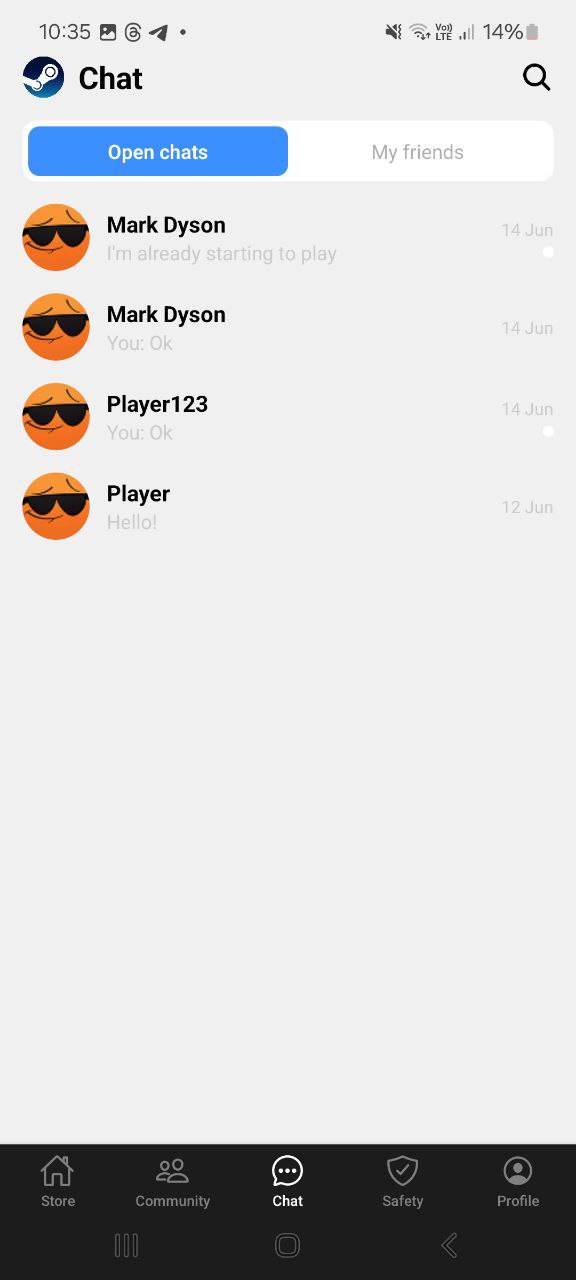 10:35
Vo))
LTE
14%
Chat
Open chats
My friends
Mark Dyson
14 Jun
I'm already starting to play
Mark Dyson
14 Jun
You: Ok
Player123
14 Jun
You: Ok
Player
12 Jun
Hello!
Store
Community
Chat
Safety
Profile